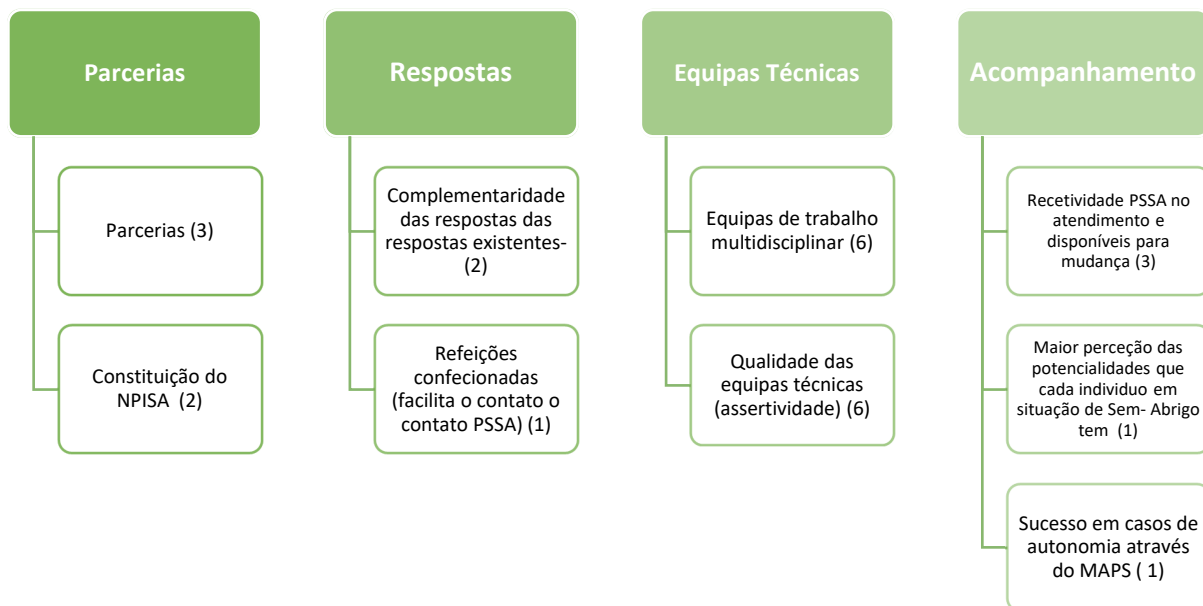 Parcerias
Parcerias (3)
Constituição do
NPISA  (2)
Respostas
Complementaridade
das respostas das
respostas existentes-
(2)
Refeições
confecionadas
(facilita o contato o
contato PSSA) (1)
Equipas Técnicas
Equipas de trabalho
multidisciplinar (6)
Qualidade das
equipas técnicas
(assertividade) (6)
Acompanhamento
Recetividade PSSA no
atendimento e
disponíveis para
mudança (3)
Maior perceção das
potencialidades que
cada individuo em
situação de Sem- Abrigo
tem  (1)
Sucesso em casos de
autonomia através
do MAPS ( 1)